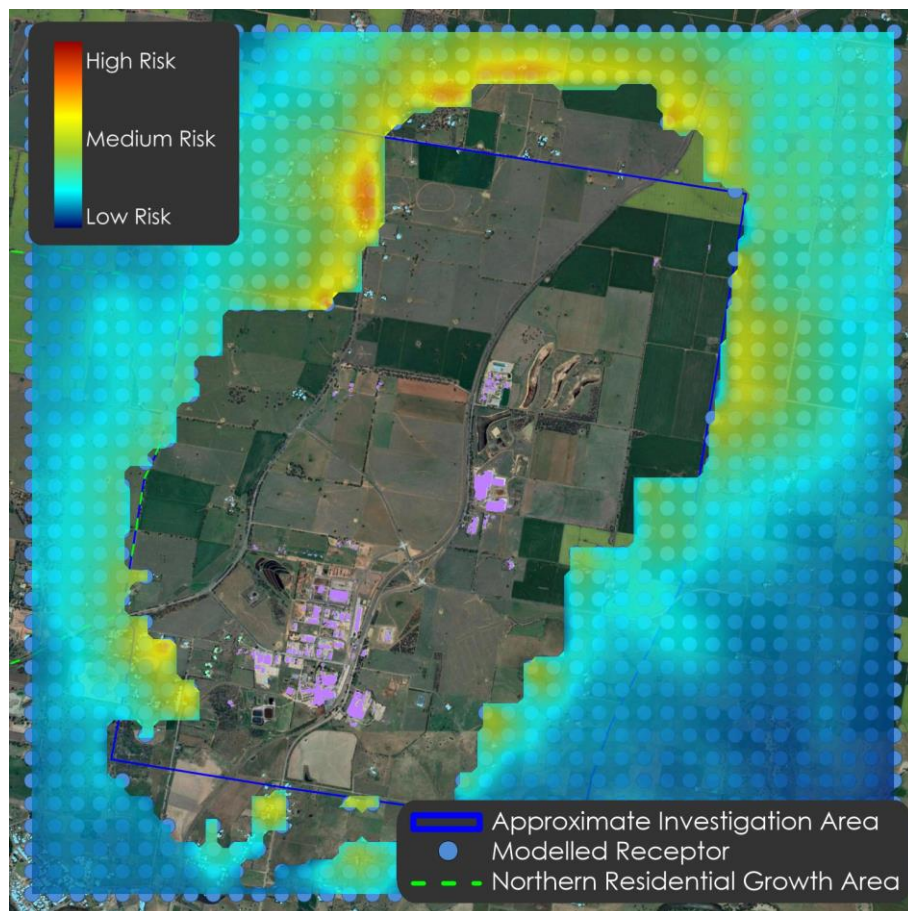 High Risk
Medium Risk
Low Risk
Approximate Investigation Area
Modelled Receptor
Northern Residential Growth Area